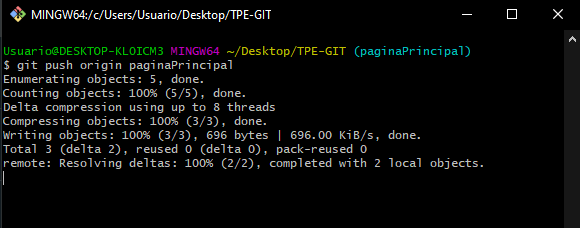 MINGW64:/c/Users/Usuario/Desktop/TPE-GIT
Usuario@DESKTOP-KLOICM3 MINGW64 ~/Desktop/TPE-GIT (paginaPrincipal)
$ git push origin paginaPrincipal
Enumerating objects: 5, done.
Counting objects: 100% (5/5), done.
Delta compression using up to 8 threads
Compressing objects: 100% (3/3), done.
Writing objects: 100% (3/3), 696 bytes | 696.00 KiB/s, done.
Total 3 (delta 2), reused 0 (delta 0), pack-reused 0
remote: Resolving deltas: 100% (2/2), completed with 2 local objects.